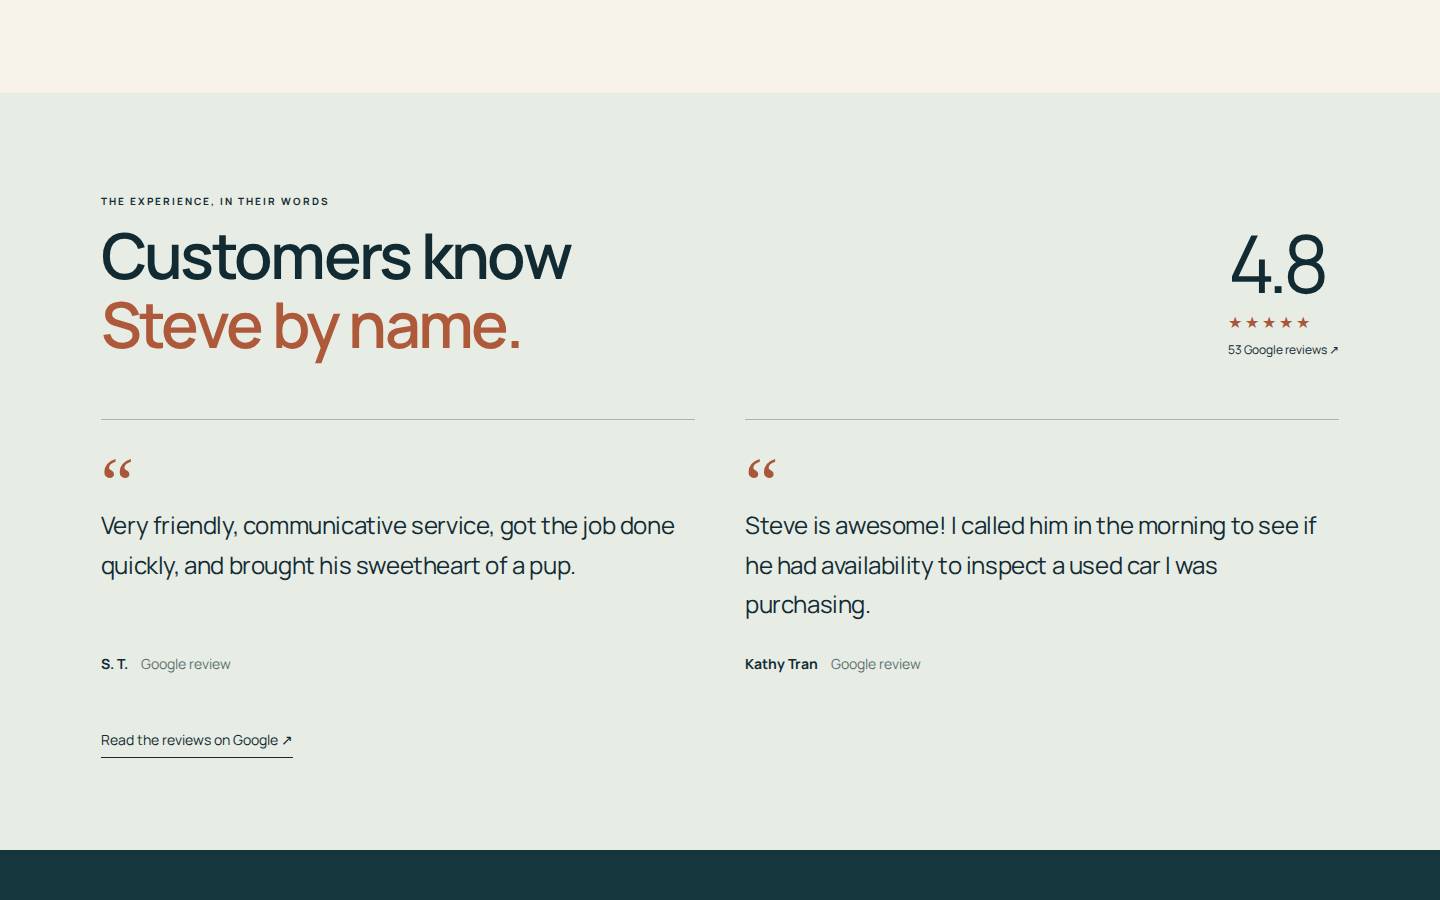 THE EXPERIENCE, IN THEIR WORDS
Customers know
Steve by name.
4.8
★★★★★
53 Google reviews ↗
“
Very friendly, communicative service, got the job done
quickly, and brought his sweetheart of a pup.
S. T. Google review
“
Steve is awesome! I called him in the morning to see if
he had availability to inspect a used car I was
purchasing.
Kathy Tran Google review
Read the reviews on Google ↗